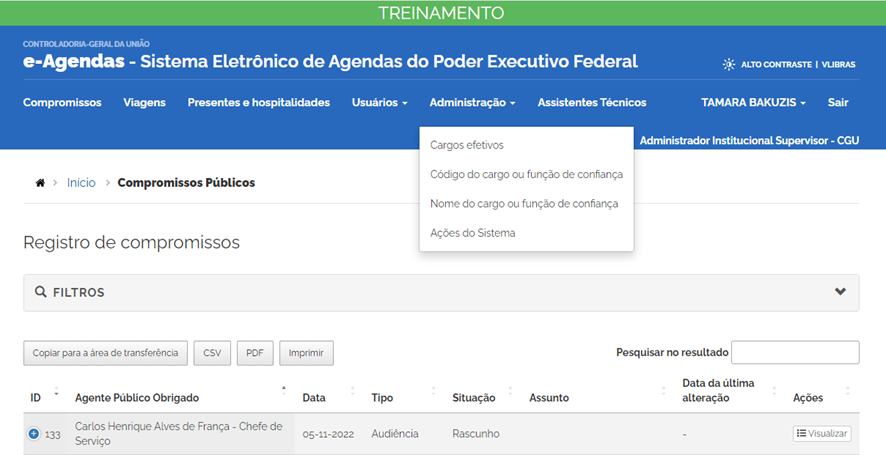 TREINAMENTO
CONTROLADORIA-GERAL DA UNIÃO
e-Agendas - Sistema Eletrônico de Agendas do Poder Executivo Federal
ALTO CONTRASTE | VLIBRAS
Compromissos Viagens Presentes e hospitalidades Usuários Administração Assistentes Técnicos TAMARA BAKUZIS Sair
Administrador Institucional Supervisor - CGU
Cargos efetivos
Código do cargo ou função de confiança
Nome do cargo ou função de confiança
Ações do Sistema
Início > Compromissos Públicos
Registro de compromissos
FILTROS
Copiar para a área de transferência CSV PDF Imprimir
Pesquisar no resultado
ID Agente Público Obrigado Data Tipo Situação Assunto Data da última alteração Ações
133 Carlos Henrique Alves de França - Chefe de Serviço 05-11-2022 Audiência Rascunho - Visualizar